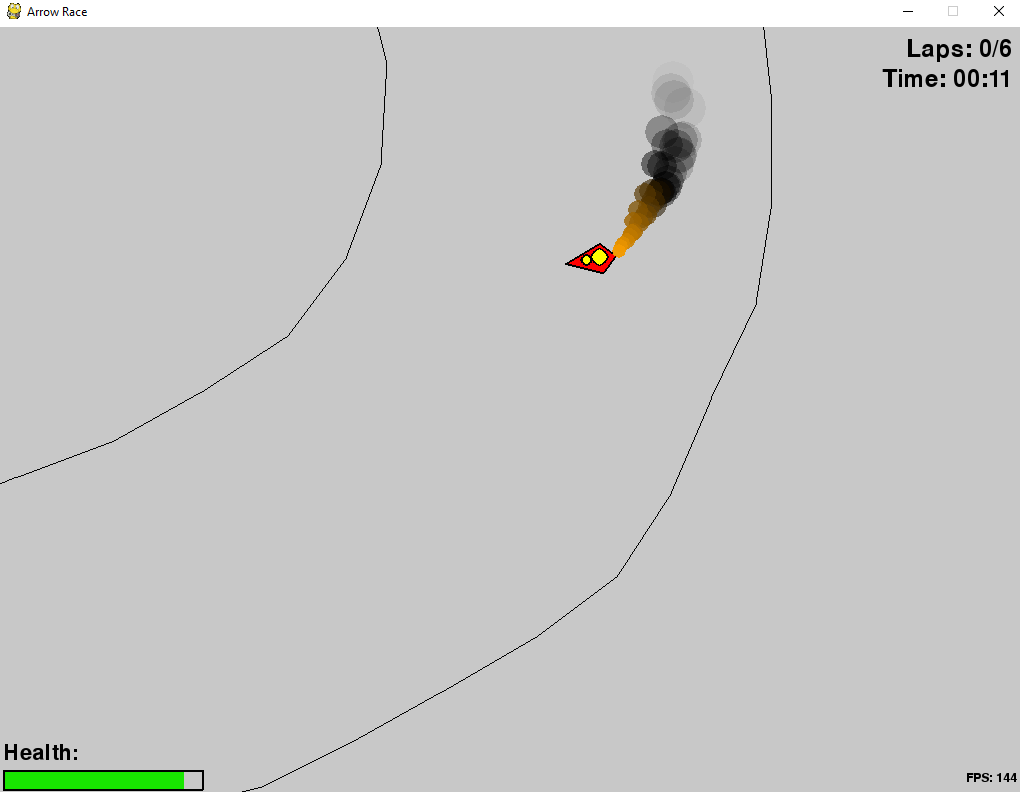 Arrow Race
Laps: 0/6
Time: 00:11
Health:
FPS: 144